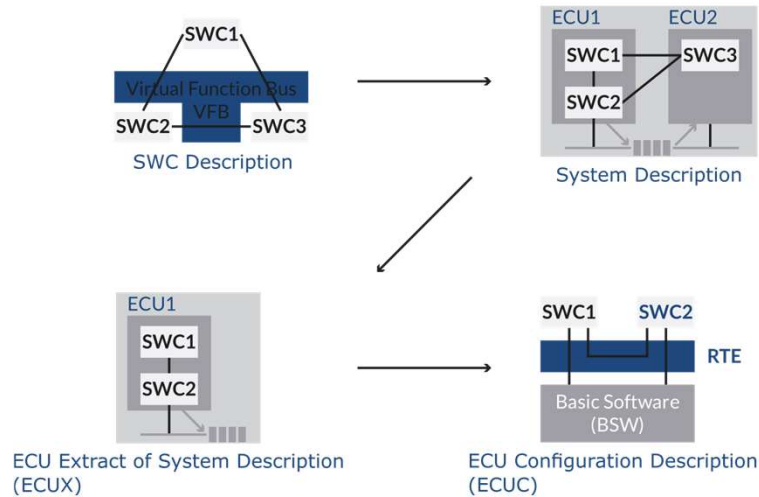 SWC1
Virtual Function Bus
VFB
SWC2 SWC3
SWC Description
ECU1 ECU2
SWC1 SWC3
SWC2
System Description
ECU1
SWC1
SWC2
ECU Extract of System Description
(ECUX)
SWC1 SWC2
RTE
Basic Software
(BSW)
ECU Configuration Description
(ECUC)